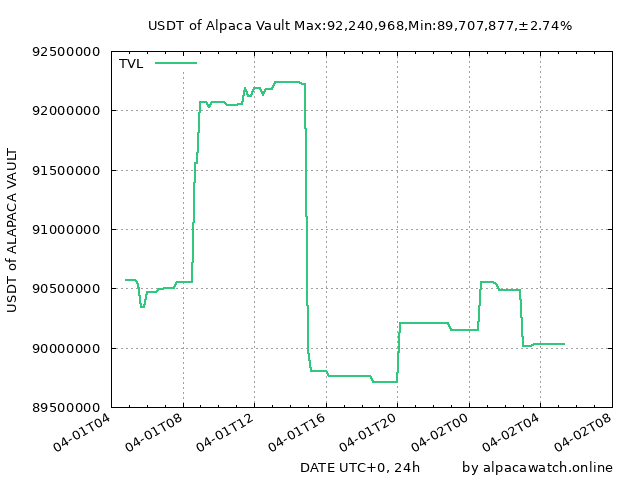 USDT of Alpaca Vault Max:92,240,968,Min:89,707,877,±2.74%
TVL
92500000
92000000
91500000
91000000
90500000
90000000
89500000
USDT of ALAPACA VAULT
04-01T04
04-01T08
04-01T12
04-01T16
04-01T20
04-02T00
04-02T04
04-02T08
DATE UTC+0, 24h
by alpacawatch.online